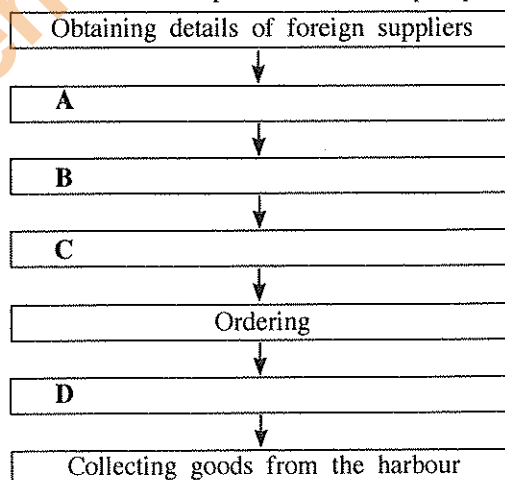 Obtaining details of foreign suppliers
A
B
C
Ordering
D
Collecting goods from the harbour